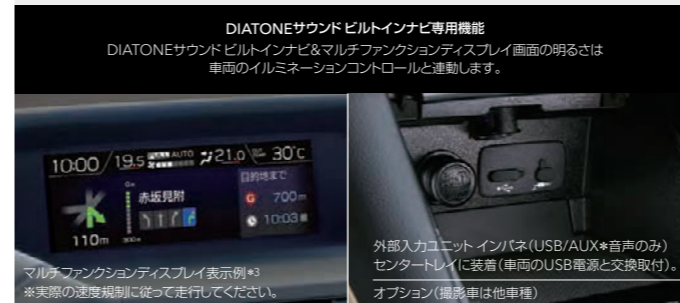 DIATONEサウンド ビルトインナビ専用機能
DIATONEサウンド ビルトインナビ&マルチファンクションディスプレイ画面の明るさは
車両のイルミネーションコントロールと連動します。
10:00 19.5 AUTO 21.0 30℃
0m
赤坂見附
300m
110m
目的地まで
G 700m
10:03着
マルチファンクションディスプレイ表示例*3
※実際の速度規制に従って走行してください。
外部入力ユニット インパネ(USB/AUX*音声のみ)
センタートレイに装着(車両のUSB電源と交換取付)。
オプション(撮影車は他車種)